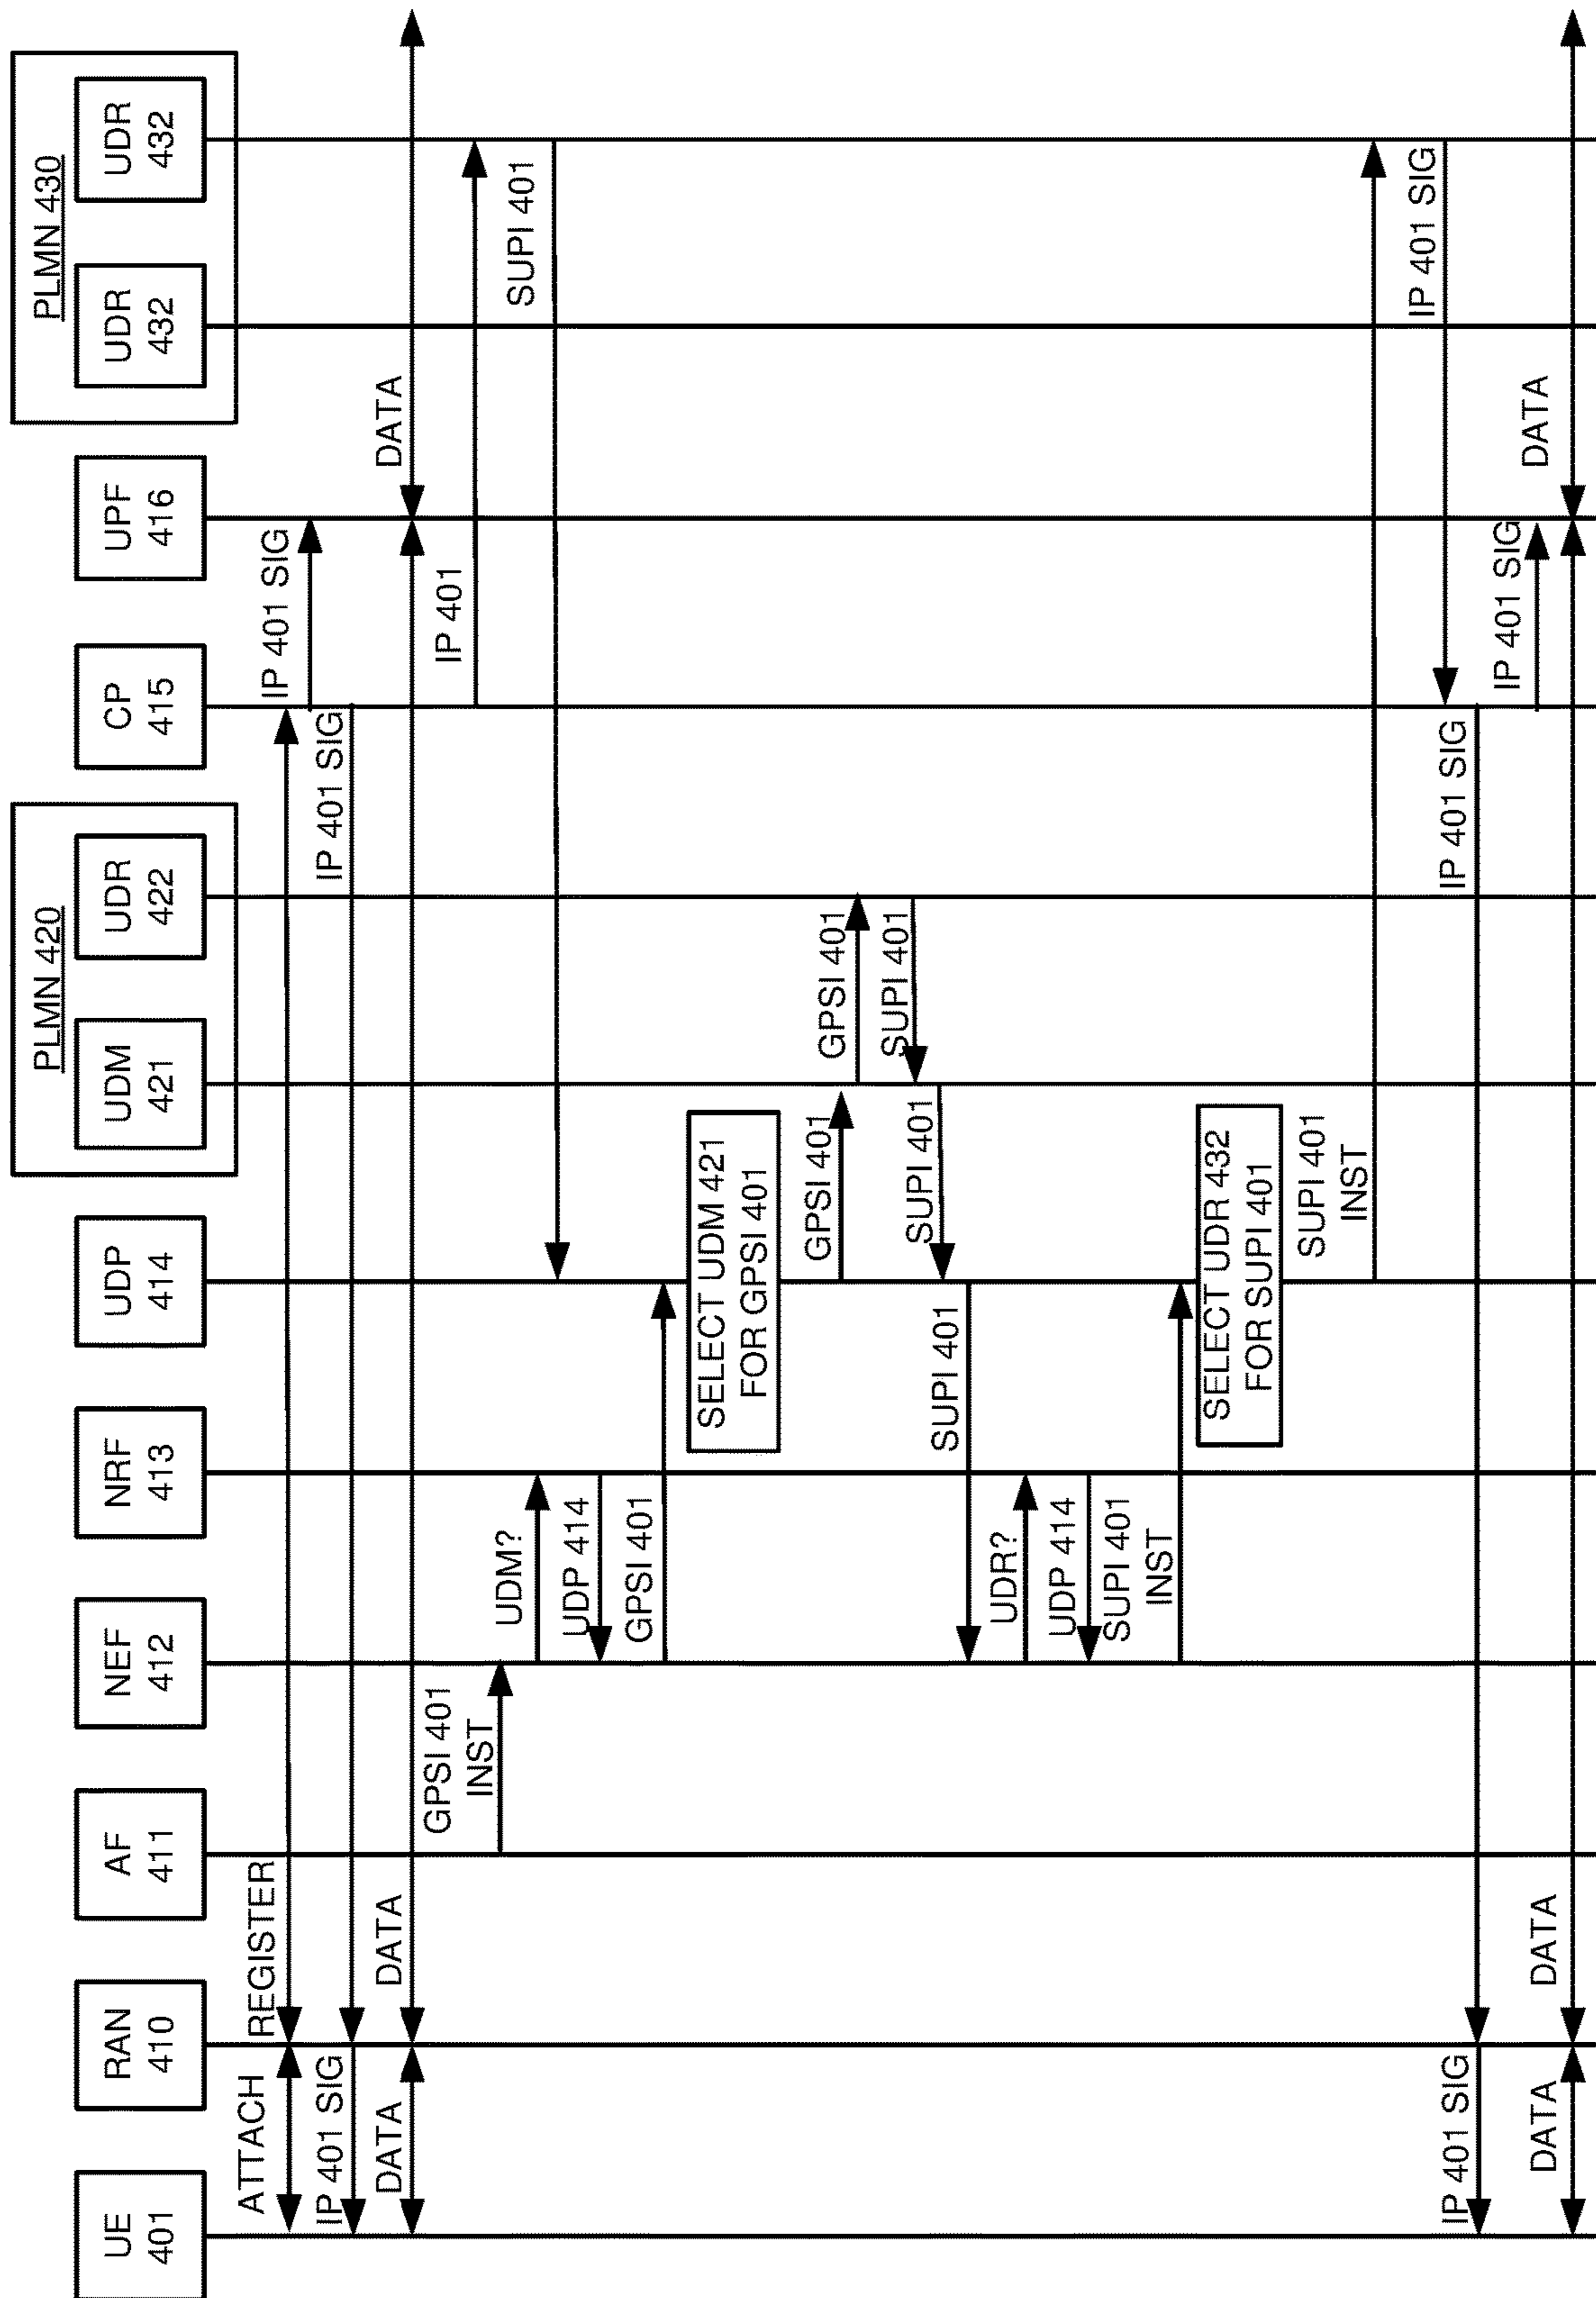 UE
401
RAN
410
AF
411
NEF
412
NRF
413
UDP
414
PLMN 420
UDM
421
UDR
422
CP
415
UPF
416
PLMN 430
UDR
432
UDR
432
ATTACH
REGISTER
IP 401 SIG
IP 401 SIG
IP 401 SIG
DATA
DATA
DATA
IP 401
SUPI 401
GPSI 401
INST
UDM?
UDP 414
GPSI 401
SELECT UDM 421
FOR GPSI 401
GPSI 401
GPSI 401
SUPI 401
SUPI 401
SUPI 401
UDR?
UDP 414
SUPI 401
INST
SELECT UDR 432
FOR SUPI 401
SUPI 401
INST
IP 401 SIG
IP 401 SIG
IP 401 SIG
IP 401 SIG
DATA
DATA
DATA